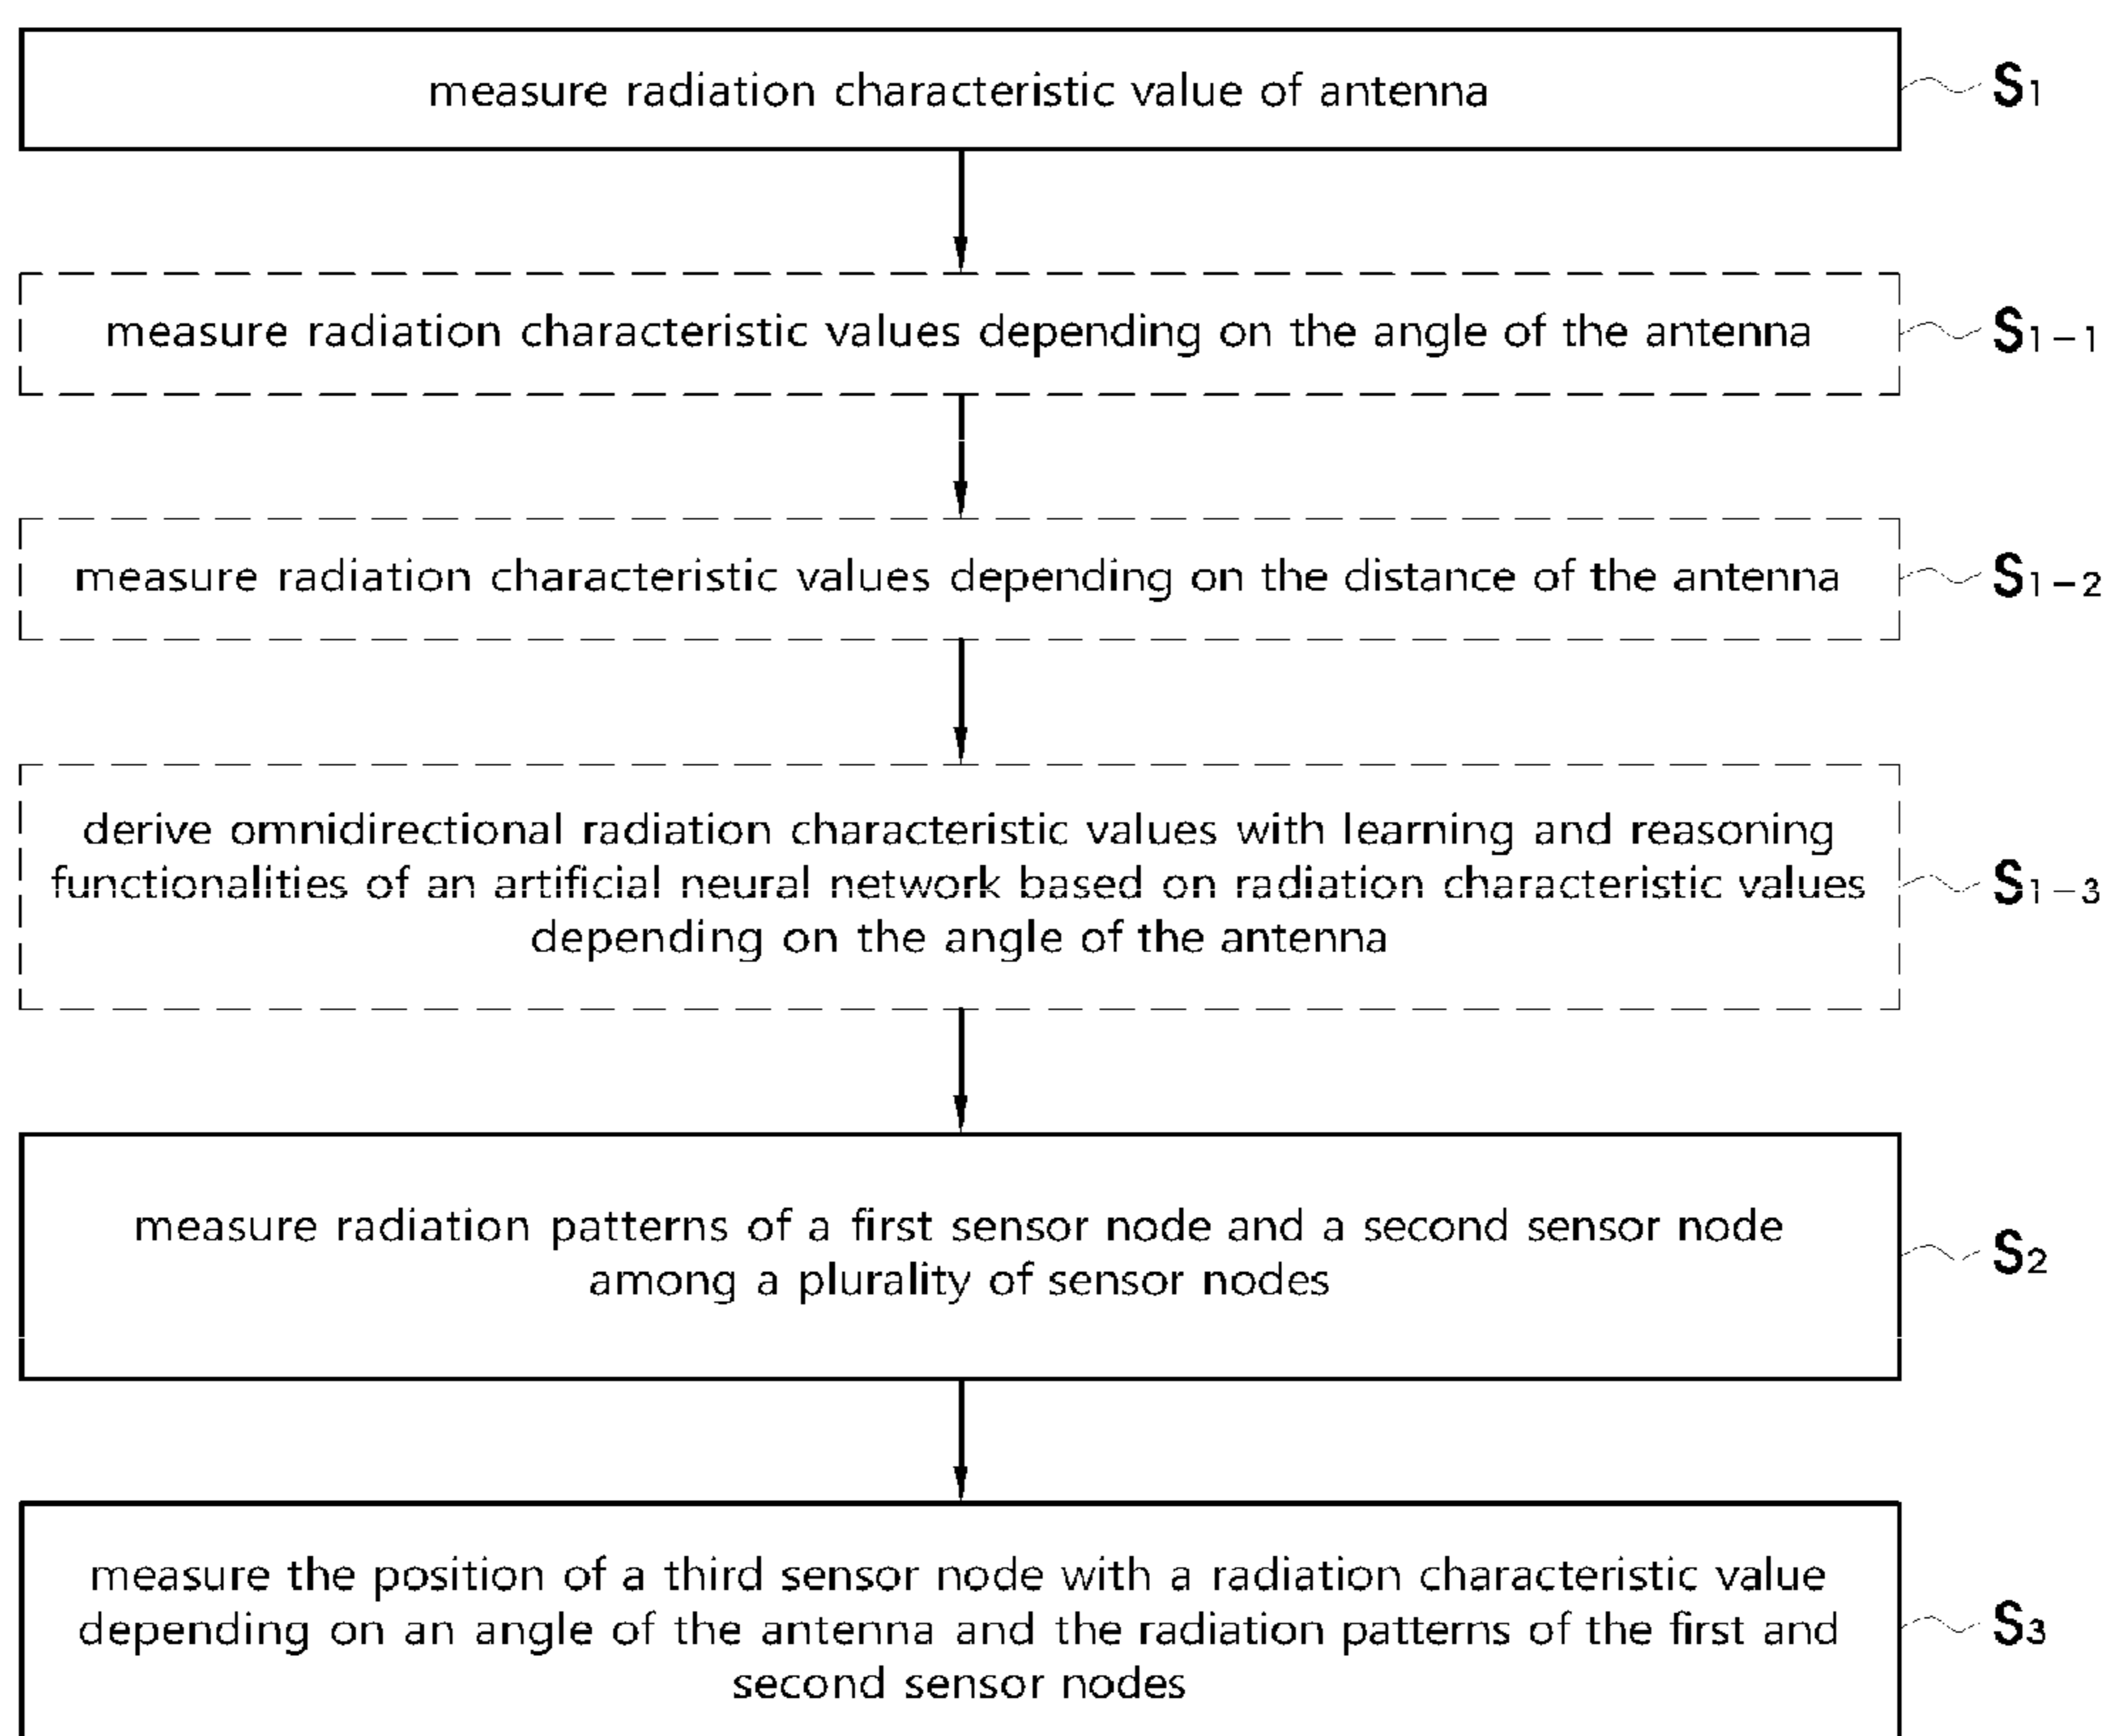 measure radiation characteristic value of antenna
S1
measure radiation characteristic values depending on the angle of the antenna
S1-1
measure radiation characteristic values depending on the distance of the antenna
S1-2
derive omnidirectional radiation characteristic values with learning and reasoning
functionalities of an artificial neural network based on radiation characteristic values
depending on the angle of the antenna
S1-3
measure radiation patterns of a first sensor node and a second sensor node
among a plurality of sensor nodes
S2
measure the position of a third sensor node with a radiation characteristic value
depending on an angle of the antenna and the radiation patterns of the first and
second sensor nodes
S3